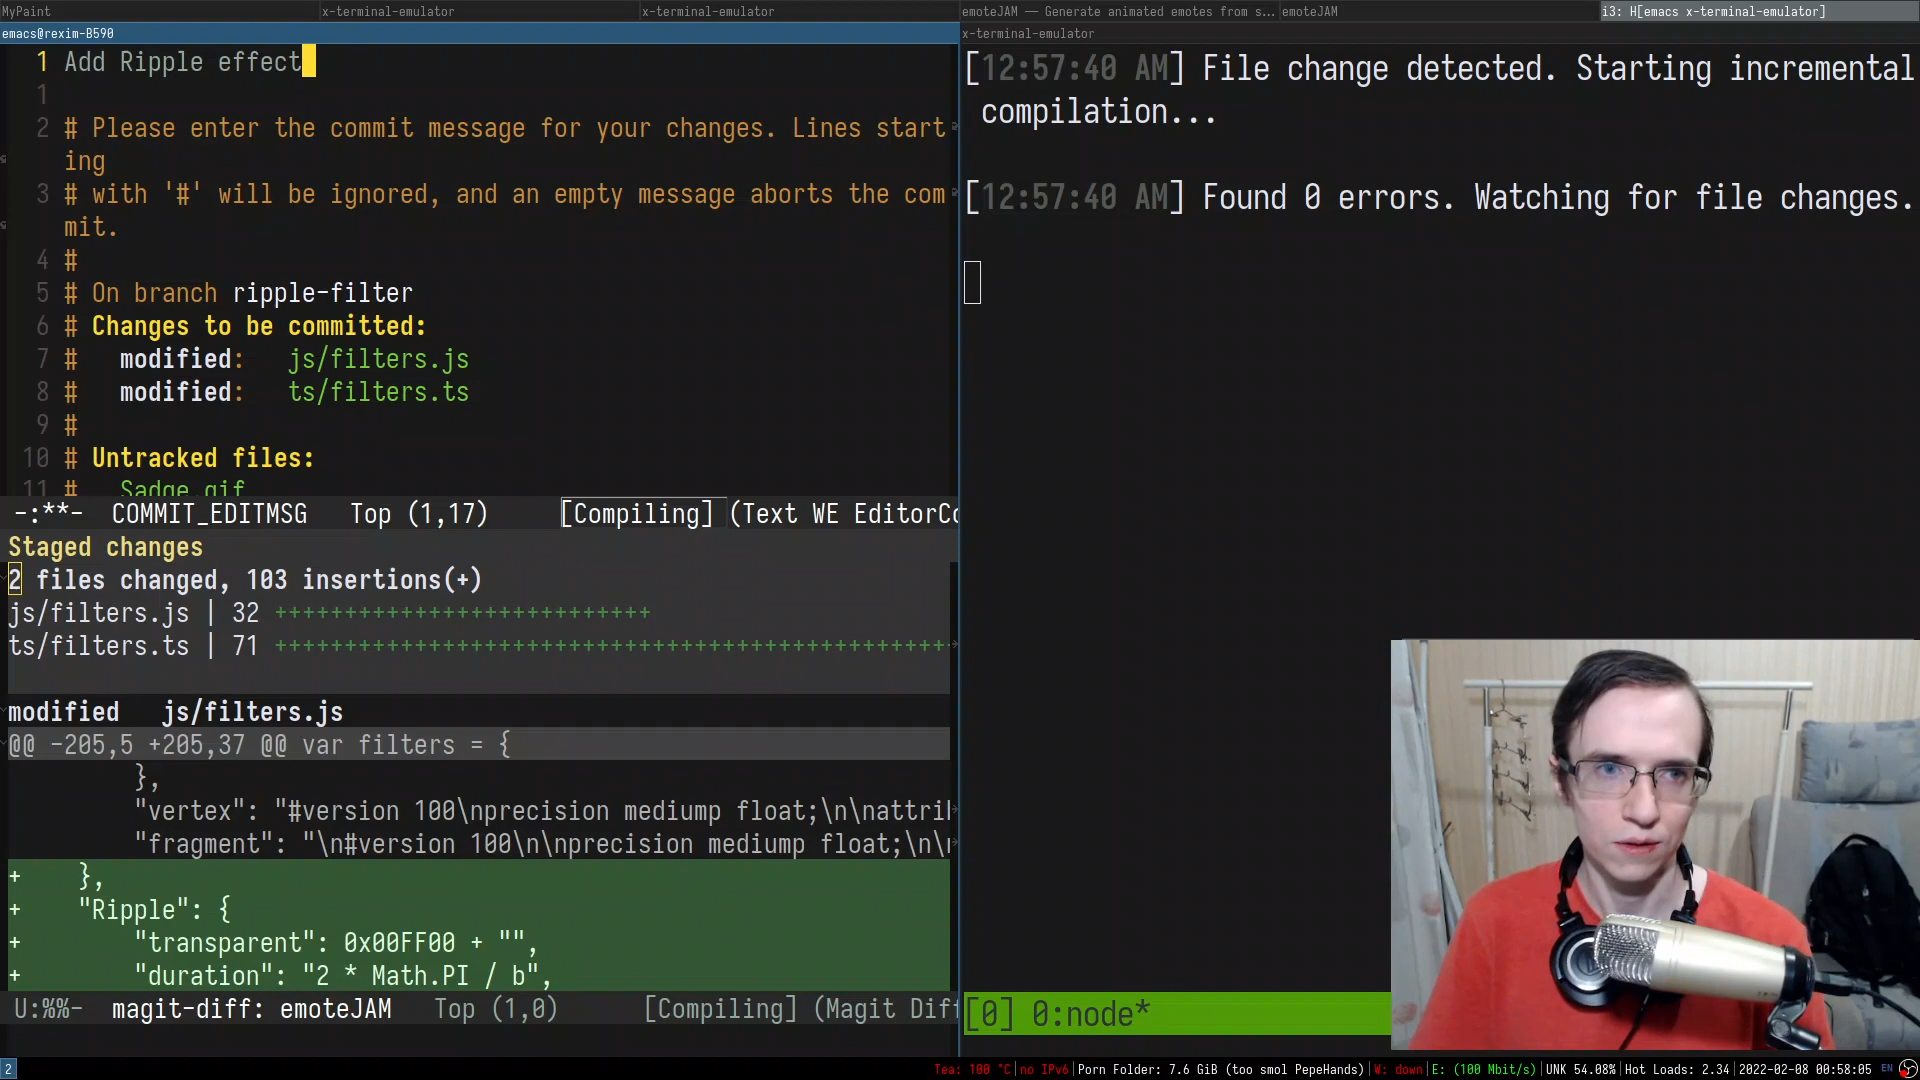 MyPaint
x-terminal-emulator
x-terminal-emulator
emoteJAM — Generate animated emotes from s...
emoteJAM
i3: H[emacs x-terminal-emulator]
emacs@rexim-B590
x-terminal-emulator
1 Add Ripple effect
1
2 # Please enter the commit message for your changes. Lines start
ing
3 # with '#' will be ignored, and an empty message aborts the com
mit.
4 #
5 # On branch ripple-filter
6 # Changes to be committed:
7 #   modified:   js/filters.js
8 #   modified:   ts/filters.ts
9 #
10 # Untracked files:
11 #   Sadge.gif
-:**-  COMMIT_EDITMSG   Top (1,17)     [Compiling] (Text WE EditorCo
Staged changes
2 files changed, 103 insertions(+)
js/filters.js | 32 +++++++++++++++++++++++++++
ts/filters.ts | 71 +++++++++++++++++++++++++++++++++++++++++++++++++
modified   js/filters.js
@@ -205,5 +205,37 @@ var filters = {
},
"vertex": "#version 100\nprecision mediump float;\n\nattri
"fragment": "\n#version 100\n\nprecision mediump float;\n\
+    },
+    "Ripple": {
+        "transparent": 0x00FF00 + "",
+        "duration": "2 * Math.PI / b",
U:%%-  magit-diff: emoteJAM   Top (1,0)      [Compiling] (Magit Dif
[12:57:40 AM] File change detected. Starting incremental
compilation...
[12:57:40 AM] Found 0 errors. Watching for file changes.
[0] 0:node*
2
Tea: 100 °C|no IPv6|Porn Folder: 7.6 GiB (too smol PepeHands)|W: down|E: (100 Mbit/s)|UNK 54.08%|Hot Loads: 2.34|2022-02-08 00:58:05 EN